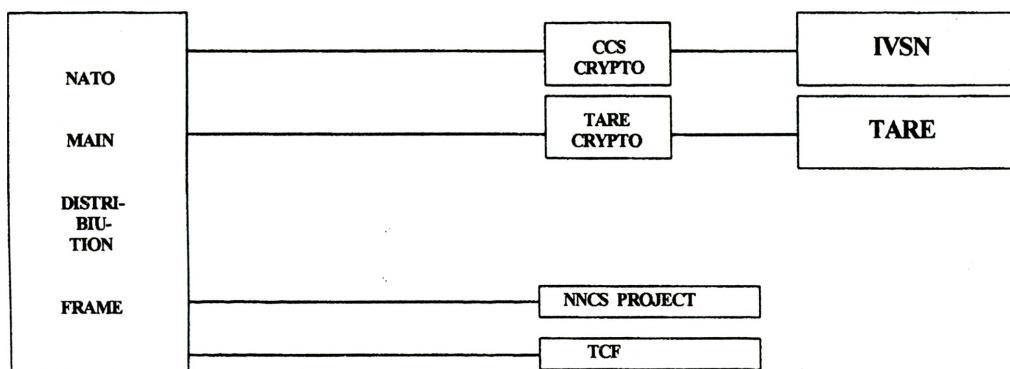 NATO
MAIN
DISTRI-
BIU-
TION
FRAME
CCS
CRYPTO
IVSN
TARE
CRYPTO
TARE
NNCS PROJECT
TCF